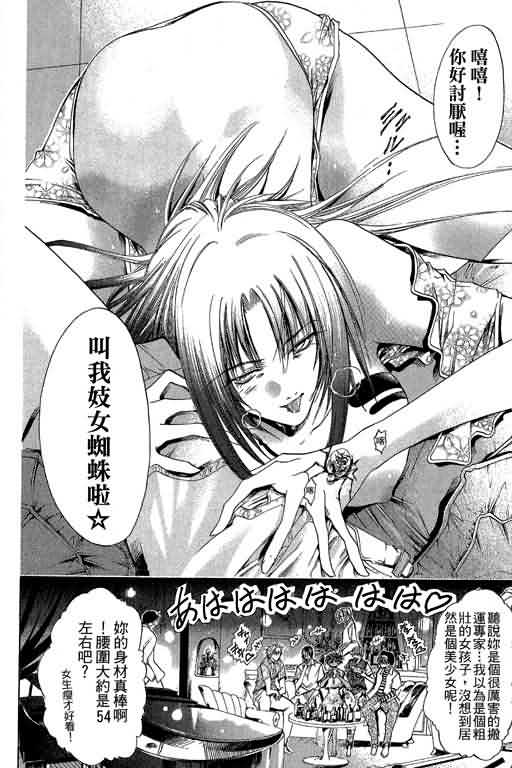 嘻嘻！
你好討厭喔…
叫我妓女蜘蛛啦☆
喀
喀
あはははははは♡
聽說妳是個很厲害的搬
運專家…我以為是個粗
壯的女孩子，沒想到居
然是個美少女呢！
妳的身材真棒啊
！腰圍大約是54
左右吧？
女生傻才好看！